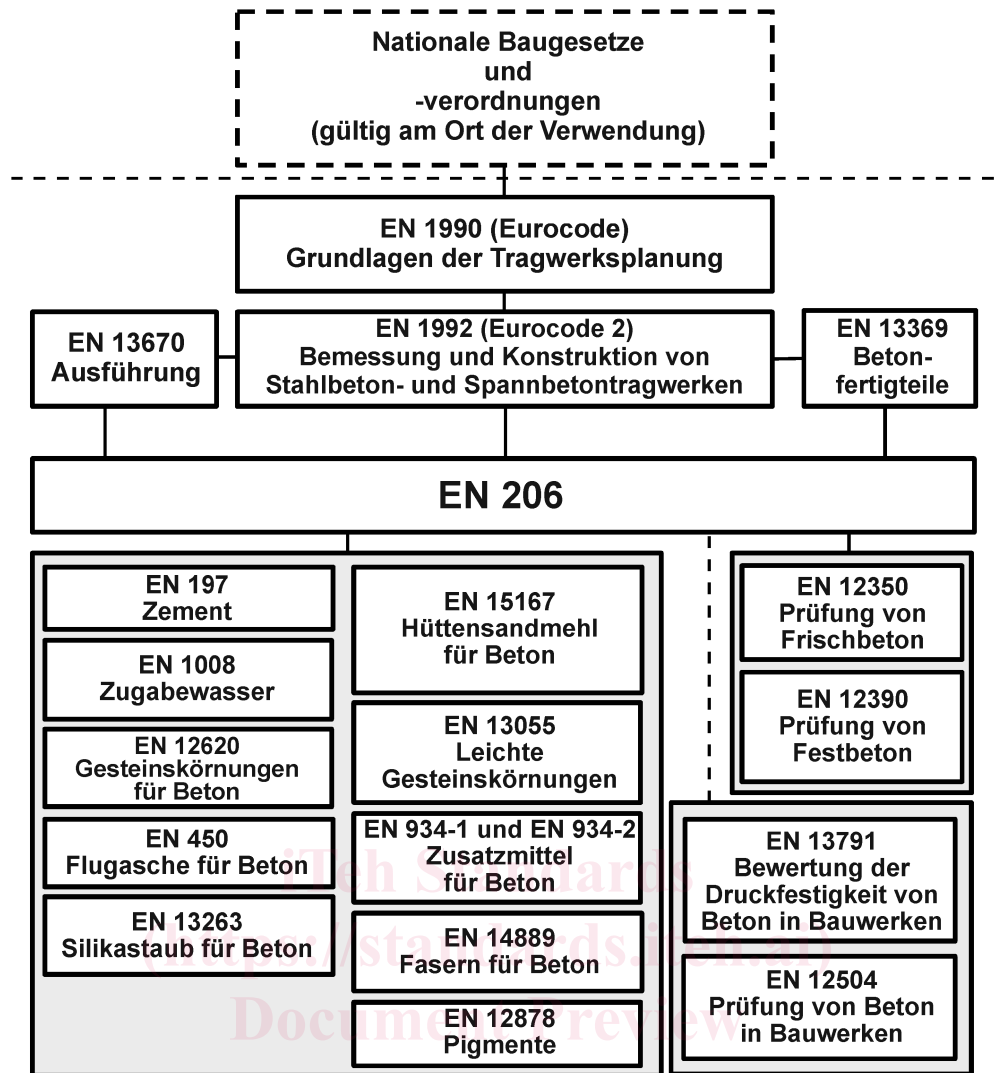 Nationale Baugesetze
und
-verordnungen
(gültig am Ort der Verwendung)
EN 1990 (Eurocode)
Grundlagen der Tragwerksplanung
EN 13670
Ausführung
EN 1992 (Eurocode 2)
Bemessung und Konstruktion von
Stahlbeton- und Spannbetontragwerken
EN 13369
Beton-
fertigteile
EN 206
EN 197
Zement
EN 1008
Zugabewasser
EN 12620
Gesteinskörnungen
für Beton
EN 450
Flugasche für Beton
EN 13263
Silikastaub für Beton
EN 15167
Hüttensandmehl
für Beton
EN 13055
Leichte
Gesteinskörnungen
EN 934-1 und EN 934-2
Zusatzmittel
für Beton
EN 14889
Fasern für Beton
EN 12878
Pigmente
EN 12350
Prüfung von
Frischbeton
EN 12390
Prüfung von
Festbeton
EN 13791
Bewertung der
Druckfestigkeit von
Beton in Bauwerken
EN 12504
Prüfung von Beton
in Bauwerken
iTeh Standards
(https://standards.iteh.ai)
Document Preview